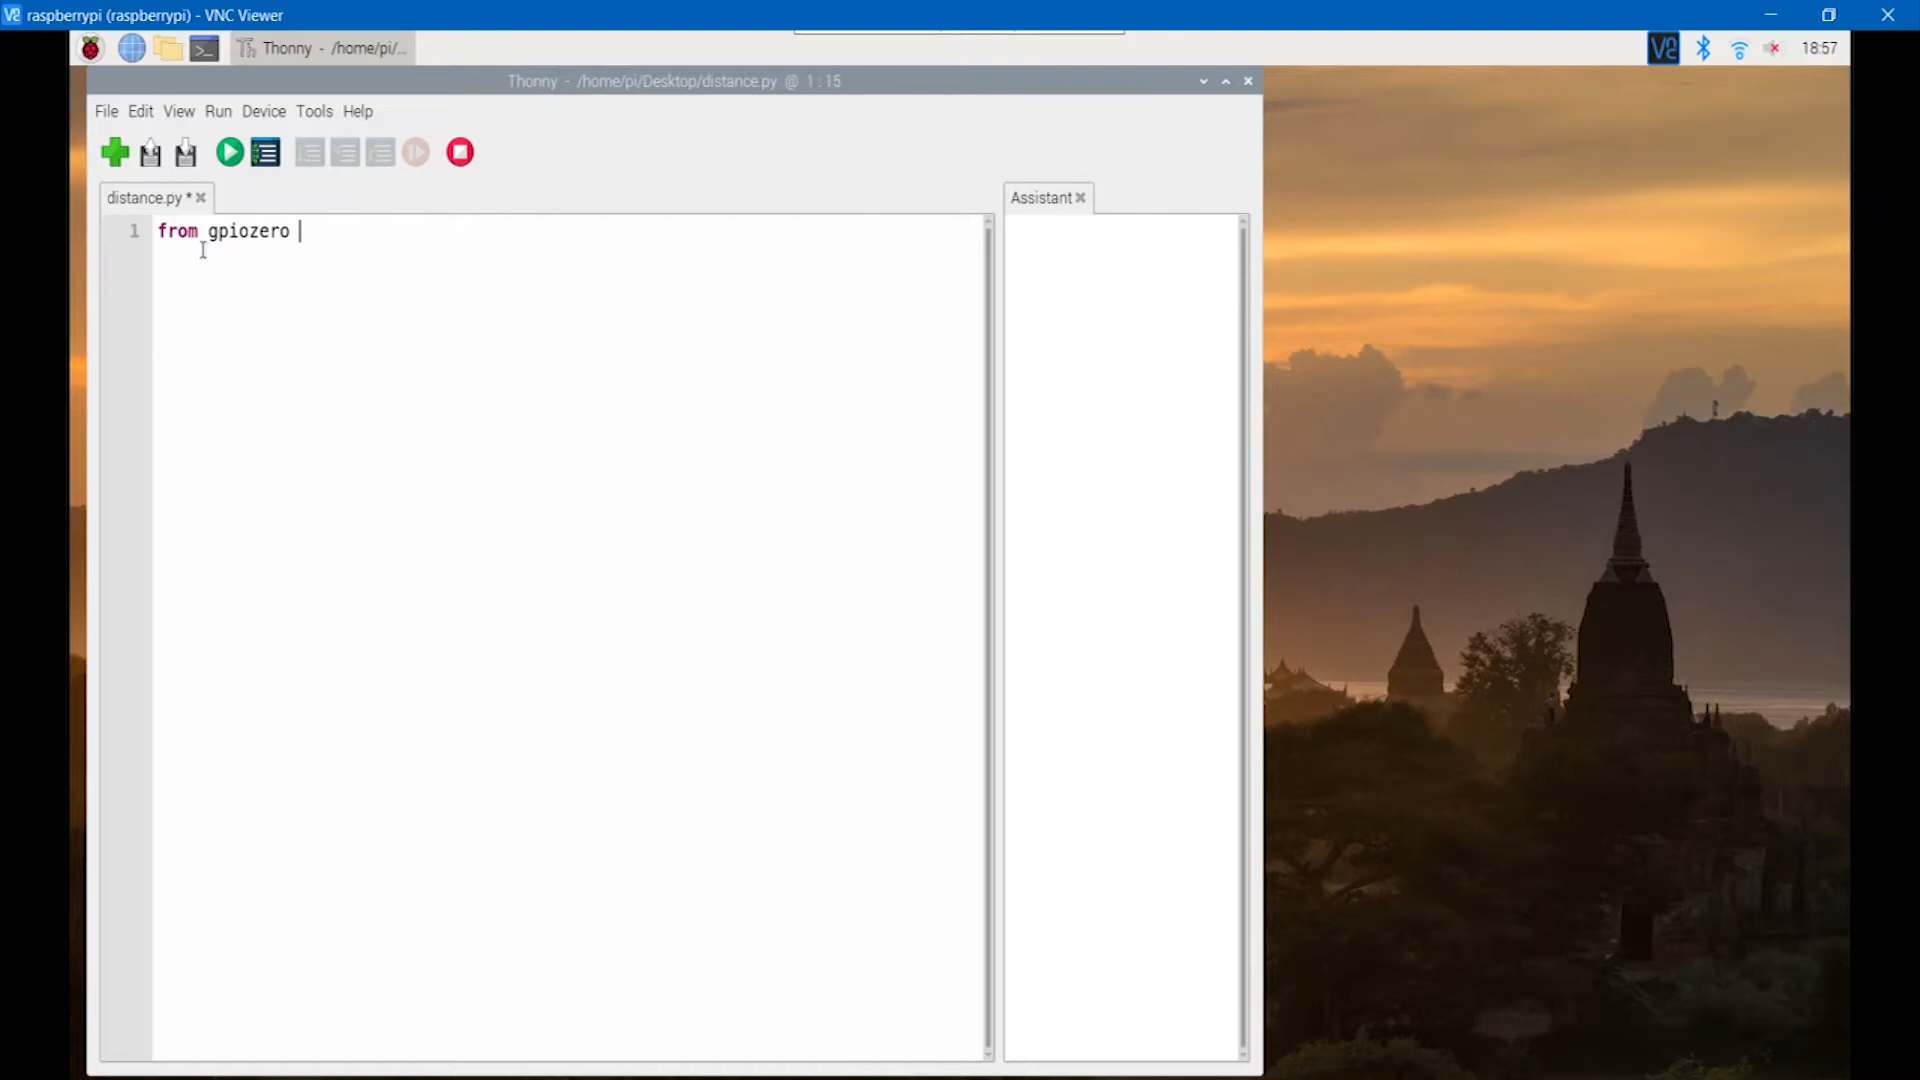 raspberrypi (raspberrypi) - VNC Viewer
Thonny - /home/pi/...
18:57
Thonny - /home/pi/Desktop/distance.py @ 1:15
File Edit View Run Device Tools Help
distance.py *
Assistant
1 from gpiozero